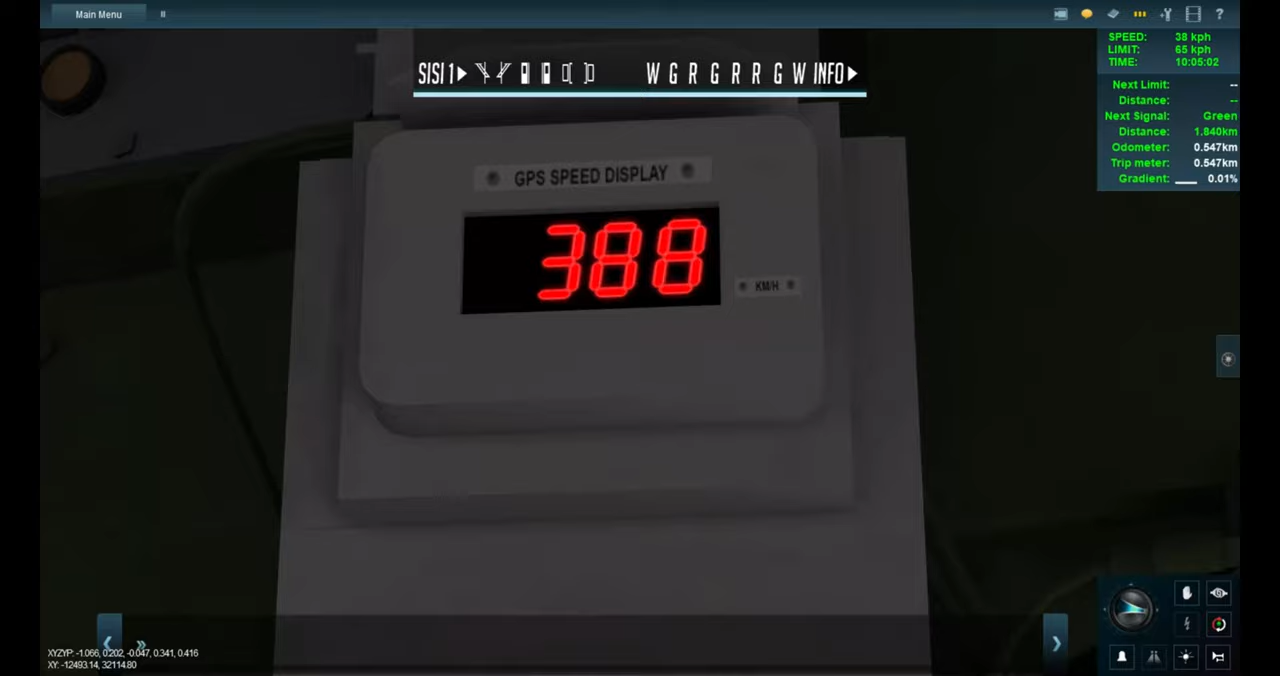 Main Menu
SPEED: 38 kph
LIMIT: 65 kph
TIME: 10:05:02
SISI 1 W G R G R R G W INFO
Next Limit: --
Distance: --
Next Signal: Green
Distance: 1.840km
Odometer: 0.547km
Trip meter: 0.547km
Gradient: 0.01%
GPS SPEED DISPLAY
388
KM/H
XYZYP: -1.066, 0.202, -0.047, 0.341, 0.416
XY: -12493.14, 32114.80